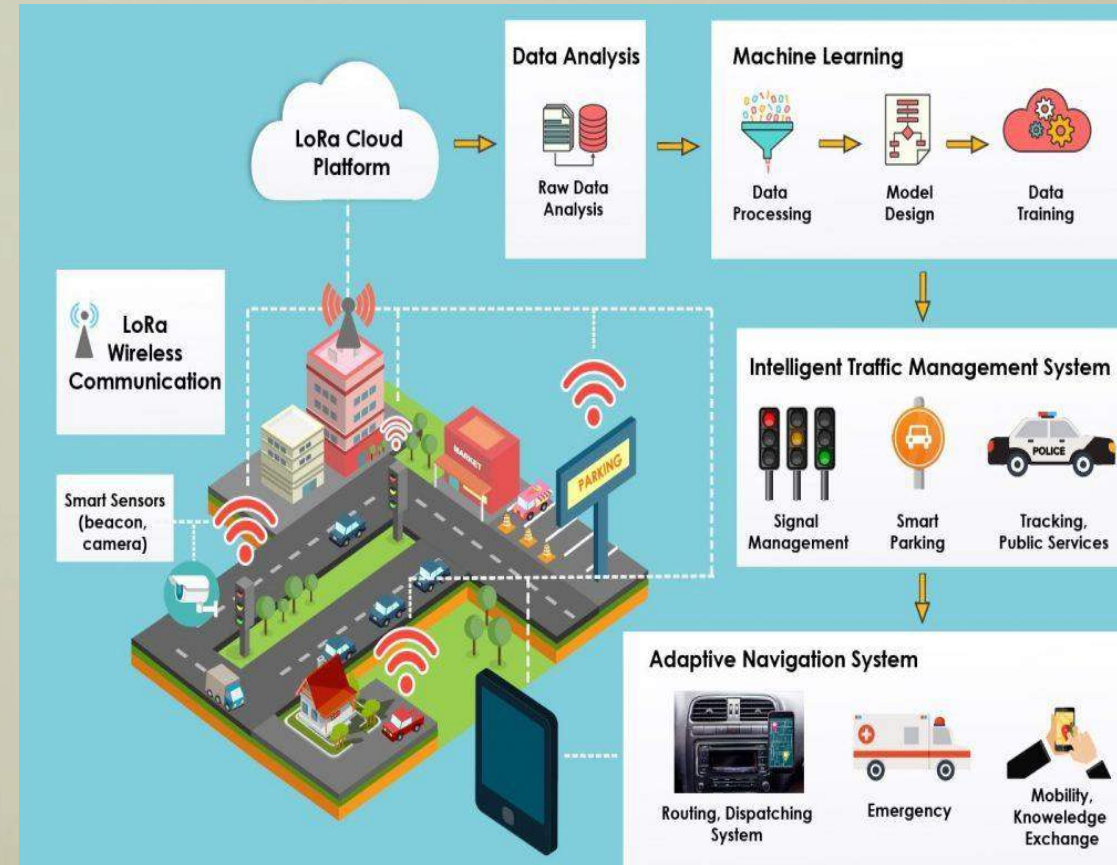 LoRa Cloud
Platform
Data Analysis
Raw Data
Analysis
Machine Learning
Data
Processing
Model
Design
Data
Training
LoRa
Wireless
Communication
Smart Sensors
(beacon,
camera)
MARKET
PARKING
Intelligent Traffic Management System
Signal
Management
Smart
Parking
POLICE
Tracking,
Public Services
Adaptive Navigation System
Routing, Dispatching
System
Emergency
Mobility,
Knoweledge
Exchange